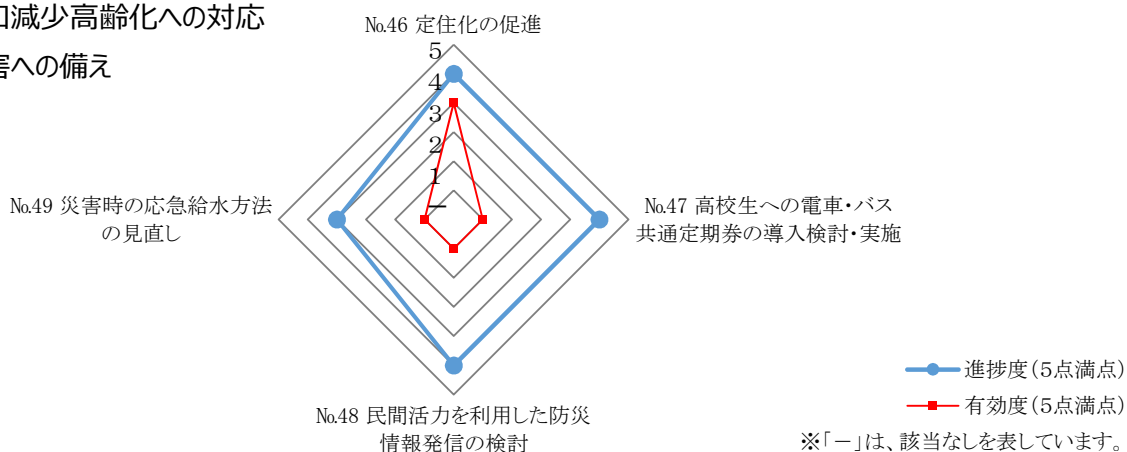 口減少高齢化への対応
害への備え
№46 定住化の促進
5
4
3
2
1
－
№49 災害時の応急給水方法
の見直し
№47 高校生への電車・バス
共通定期券の導入検討・実施
№48 民間活力を利用した防災
情報発信の検討
進捗度(5点満点)
有効度(5点満点)
※「－」は、該当なしを表しています。